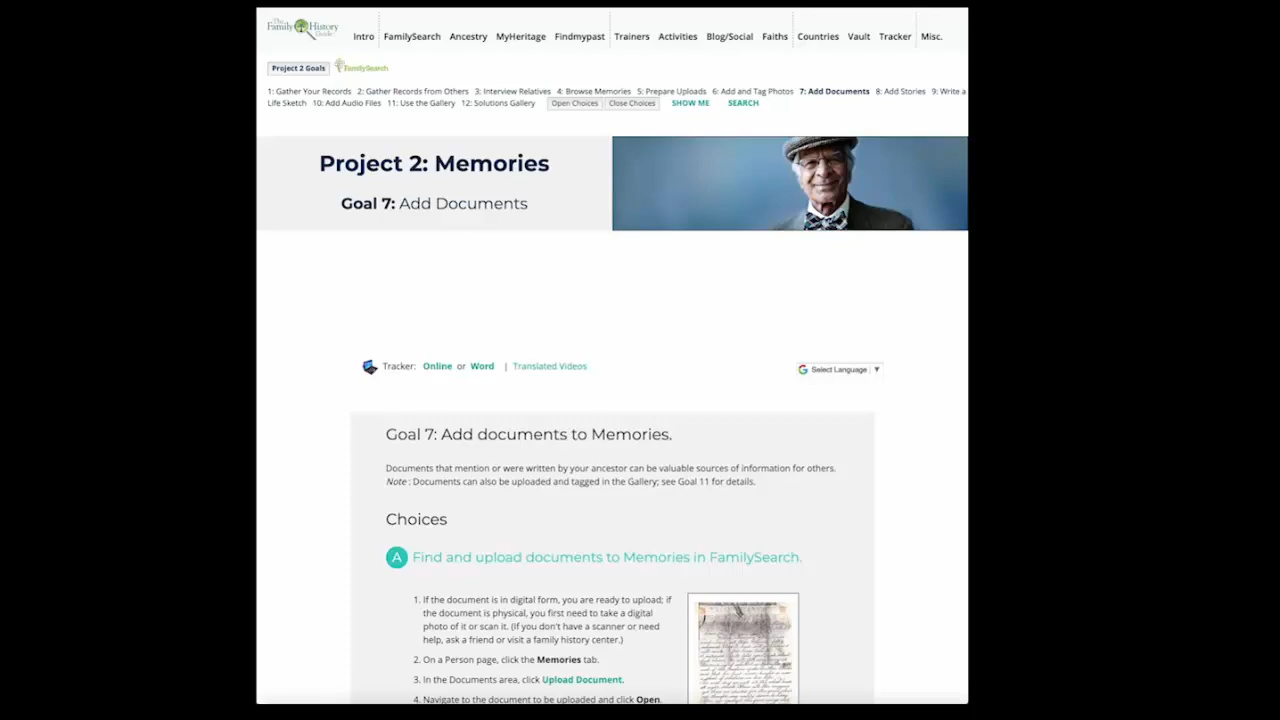 The
Family History
Guide
Intro FamilySearch Ancestry MyHeritage Findmypast Trainers Activities Blog/Social Faiths Countries Vault Tracker Misc.
Project 2 Goals FamilySearch
1: Gather Your Records 2: Gather Records from Others 3: Interview Relatives 4: Browse Memories 5: Prepare Uploads 6: Add and Tag Photos 7: Add Documents 8: Add Stories 9: Write a
Life Sketch 10: Add Audio Files 11: Use the Gallery 12: Solutions Gallery Open Choices Close Choices SHOW ME SEARCH
Project 2: Memories
Goal 7: Add Documents
Tracker: Online or Word | Translated Videos G Select Language ▼
Goal 7: Add documents to Memories.
Documents that mention or were written by your ancestor can be valuable sources of information for others.
Note : Documents can also be uploaded and tagged in the Gallery; see Goal 11 for details.
Choices
A Find and upload documents to Memories in FamilySearch.
1. If the document is in digital form, you are ready to upload; if
the document is physical, you first need to take a digital
photo of it or scan it. (If you don't have a scanner or need
help, ask a friend or visit a family history center.)
2. On a Person page, click the Memories tab.
3. In the Documents area, click Upload Document.
4. Navigate to the document to be uploaded and click Open.